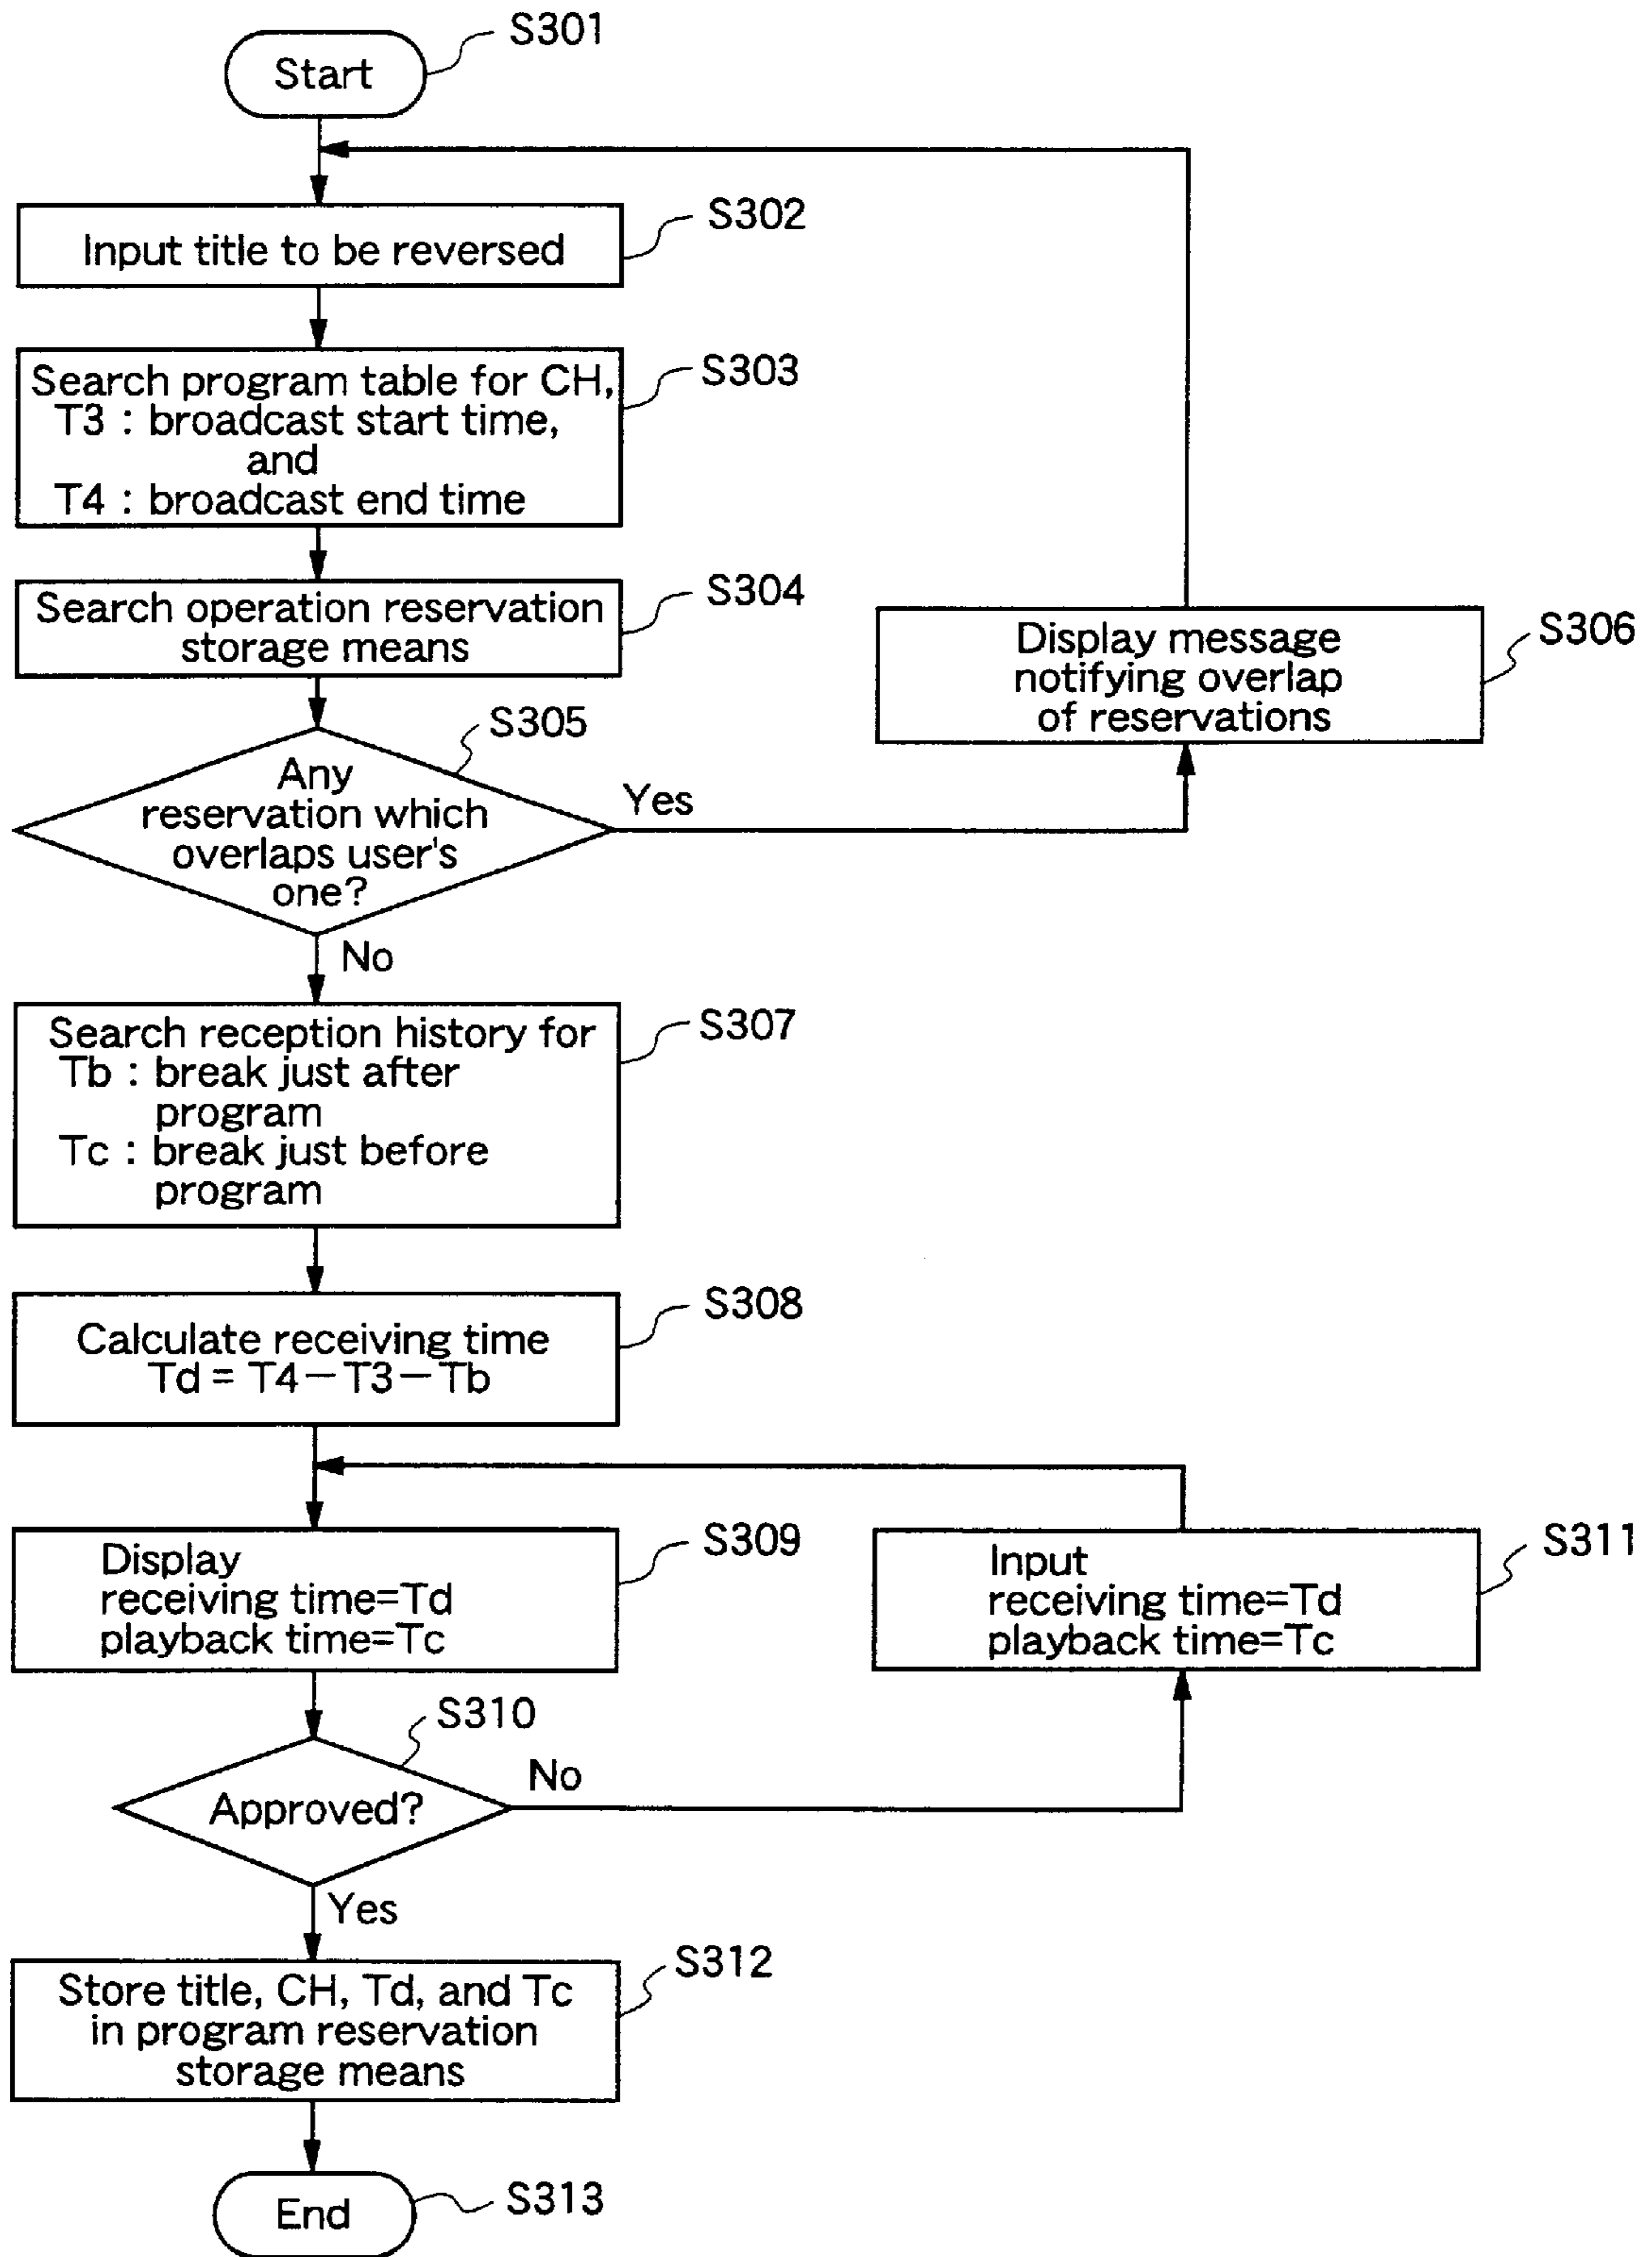 S301
Start
S302
Input title to be reversed
S303
Search program table for CH,
T3 : broadcast start time,
and
T4 : broadcast end time
S304
Search operation reservation
storage means
S306
Display message
notifying overlap
of reservations
S305
Any
reservation which
overlaps user's
one?
Yes
No
S307
Search reception history for
Tb : break just after
program
Tc : break just before
program
S308
Calculate receiving time
Td = T4－T3－Tb
S309
Display
receiving time=Td
playback time=Tc
S311
Input
receiving time=Td
playback time=Tc
S310
Approved?
No
Yes
S312
Store title, CH, Td, and Tc
in program reservation
storage means
End
S313